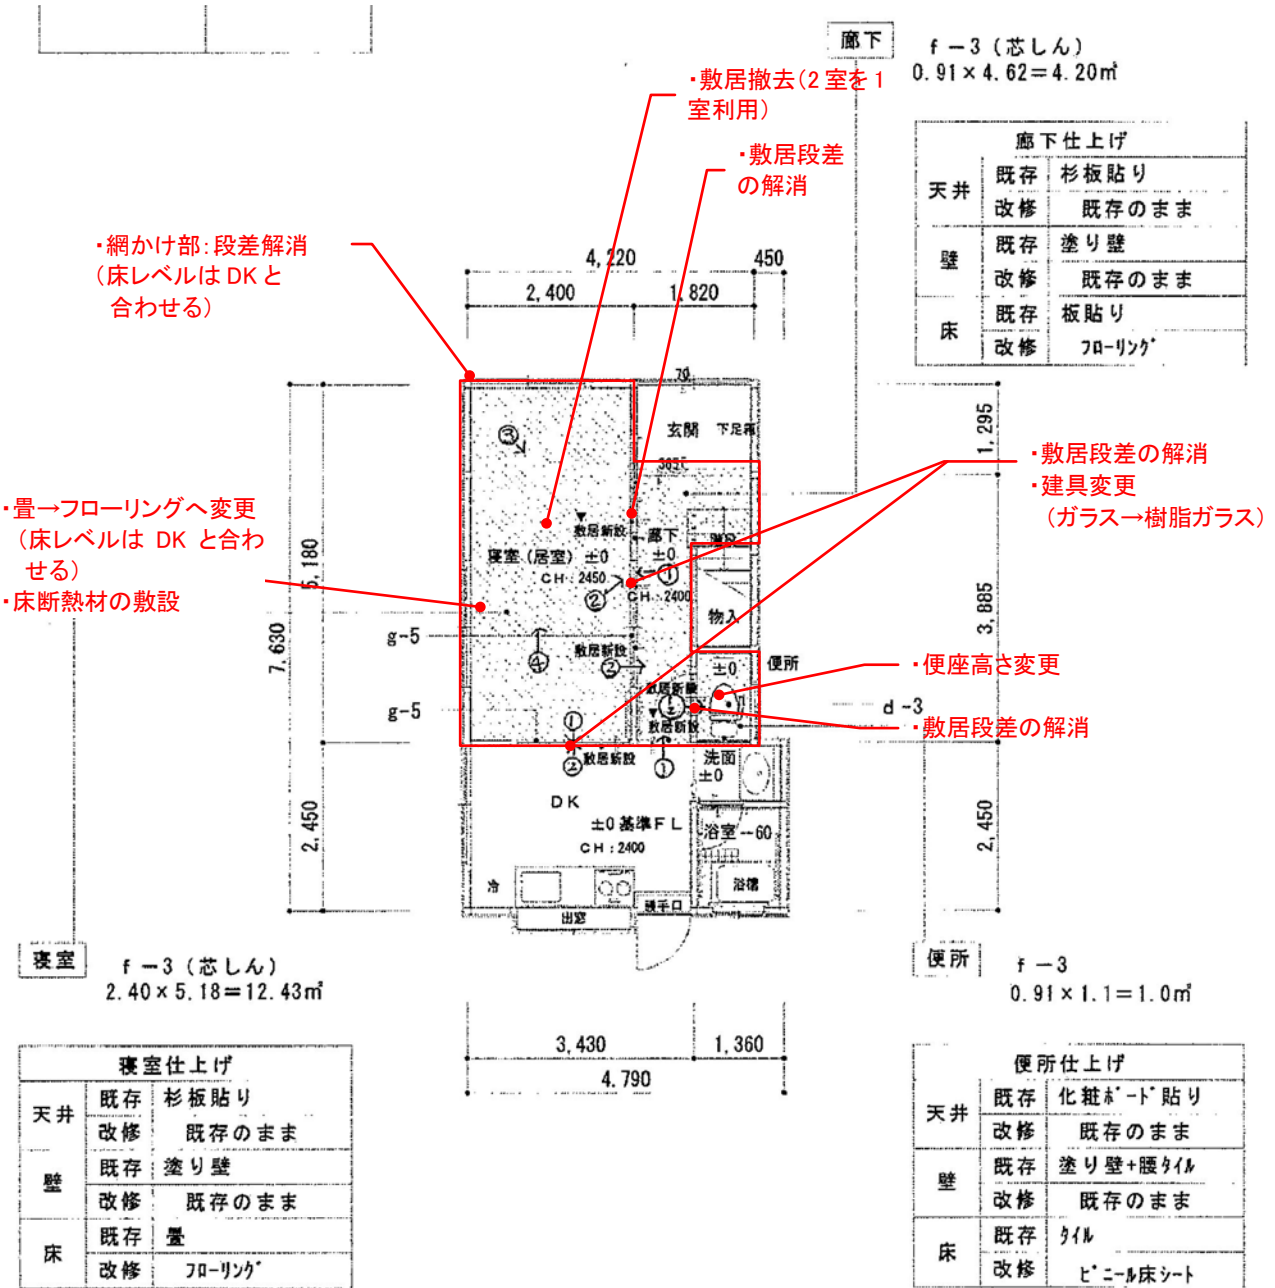 廊下
f-3（芯しん）
0.91×4.62=4.20㎡
・敷居撤去(2室を1
室利用)
・敷居段差
の解消
廊下仕上げ
天井 既存 杉板貼り
改修 既存のまま
壁 既存 塗り壁
改修 既存のまま
床 既存 板貼り
改修 フローリング
・網かけ部:段差解消
(床レベルは DK と
合わせる)
4,220 450
2,400 1,820
70
玄関 下足箱
1,295
③
365
・敷居段差の解消
・建具変更
(ガラス→樹脂ガラス)
・畳→フローリングへ変更
(床レベルは DK と合わ
せる)
・床断熱材の敷設
敷居新設
廊下
±0
寝室(居室) ±0
CH:2450
①
CH:2400
②
物入
5,180
7,630
3,885
g-5
敷居新設
④
②
±0
便所
・便座高さ変更
敷居新設
d-3
g-5
①
②
敷居新設
・敷居段差の解消
②
敷居新設
①
洗面
±0
DK
±0 基準FL
CH:2400
浴室 -60
2,450
2,450
冷
浴槽
出窓
勝手口
寝室
f-3（芯しん）
2.40×5.18=12.43㎡
便所
f-3
0.91×1.1=1.0㎡
3,430 1,360
4.790
寝室仕上げ
天井 既存 杉板貼り
改修 既存のまま
壁 既存 塗り壁
改修 既存のまま
床 既存 畳
改修 フローリング
便所仕上げ
天井 既存 化粧ボード貼り
改修 既存のまま
壁 既存 塗り壁+腰タイル
改修 既存のまま
床 既存 タイル
改修 ビニール床シート